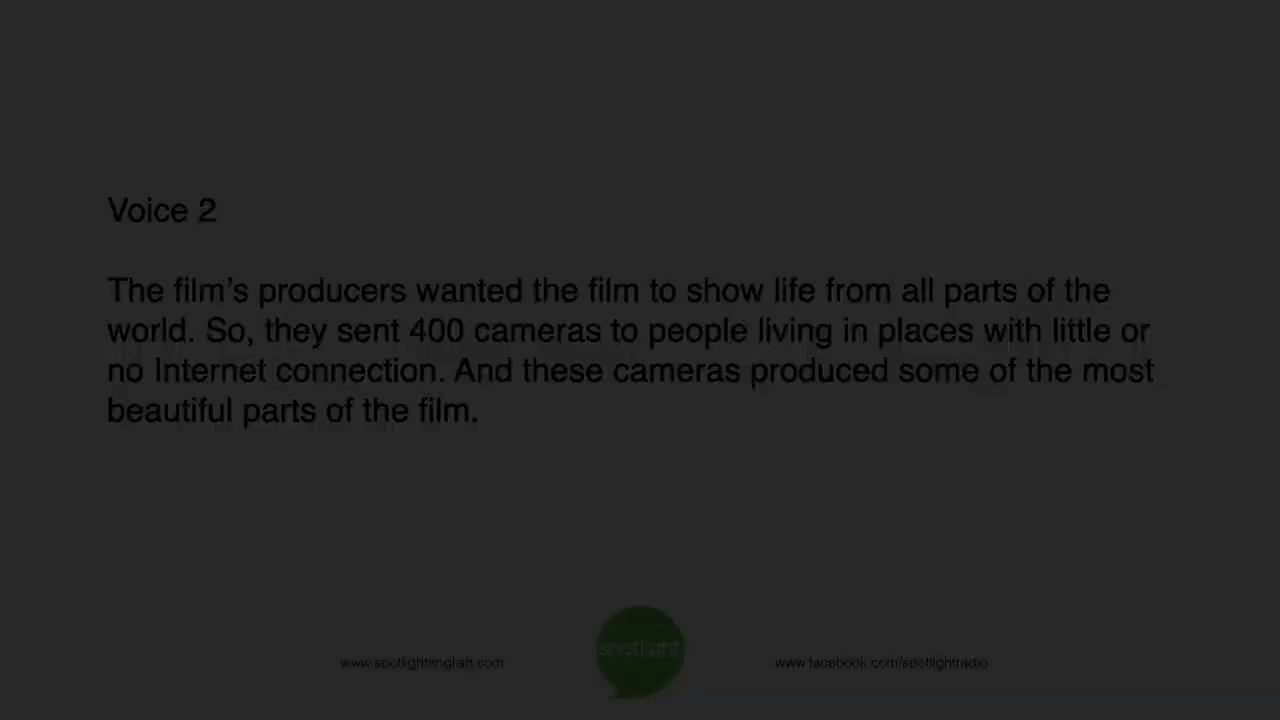 Voice 2
The film’s producers wanted the film to show life from all parts of the
world. So, they sent 400 cameras to people living in places with little or
no Internet connection. And these cameras produced some of the most
beautiful parts of the film.
spotlight
www.spotlightenglish.com
www.facebook.com/spotlightradio